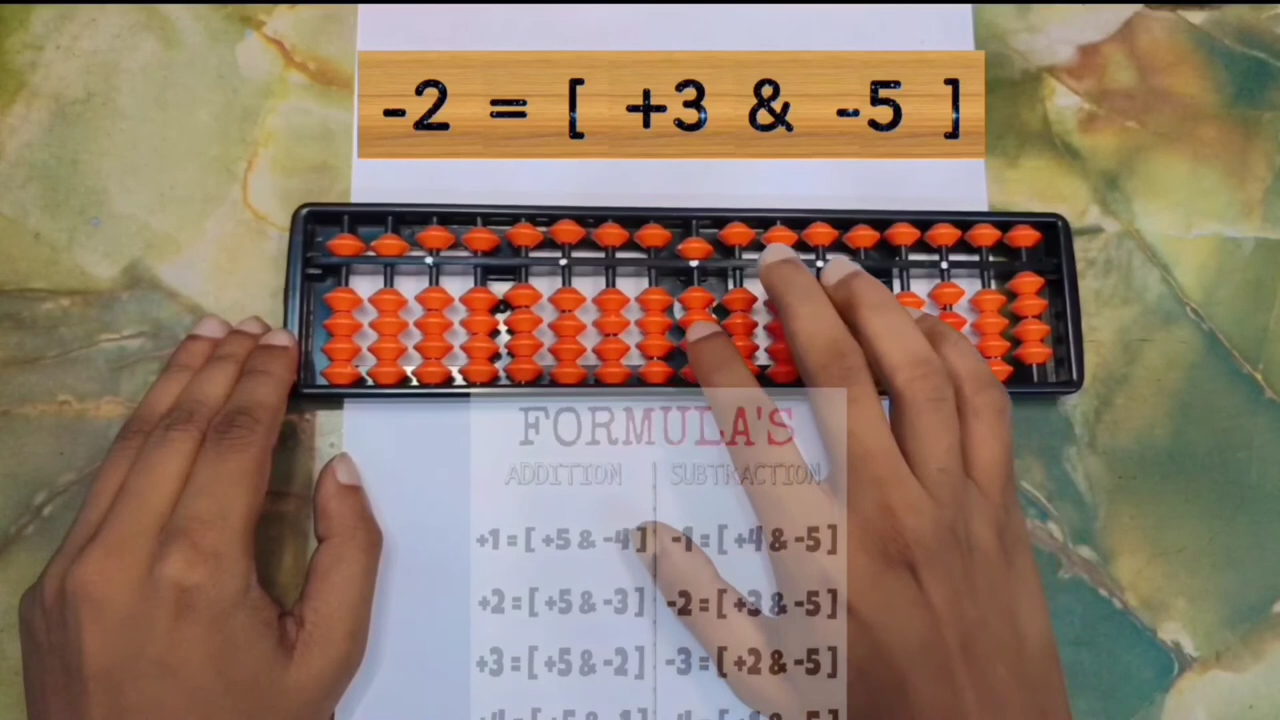 -2 = [ +3 & -5 ]
FORMULA'S
ADDITION | SUBTRACTION
+1=[+5 & -4] -1=[+4 & -5]
+2=[+5 & -3] -2=[+3 & -5]
+3=[+5 & -2] -3=[+2 & -5]